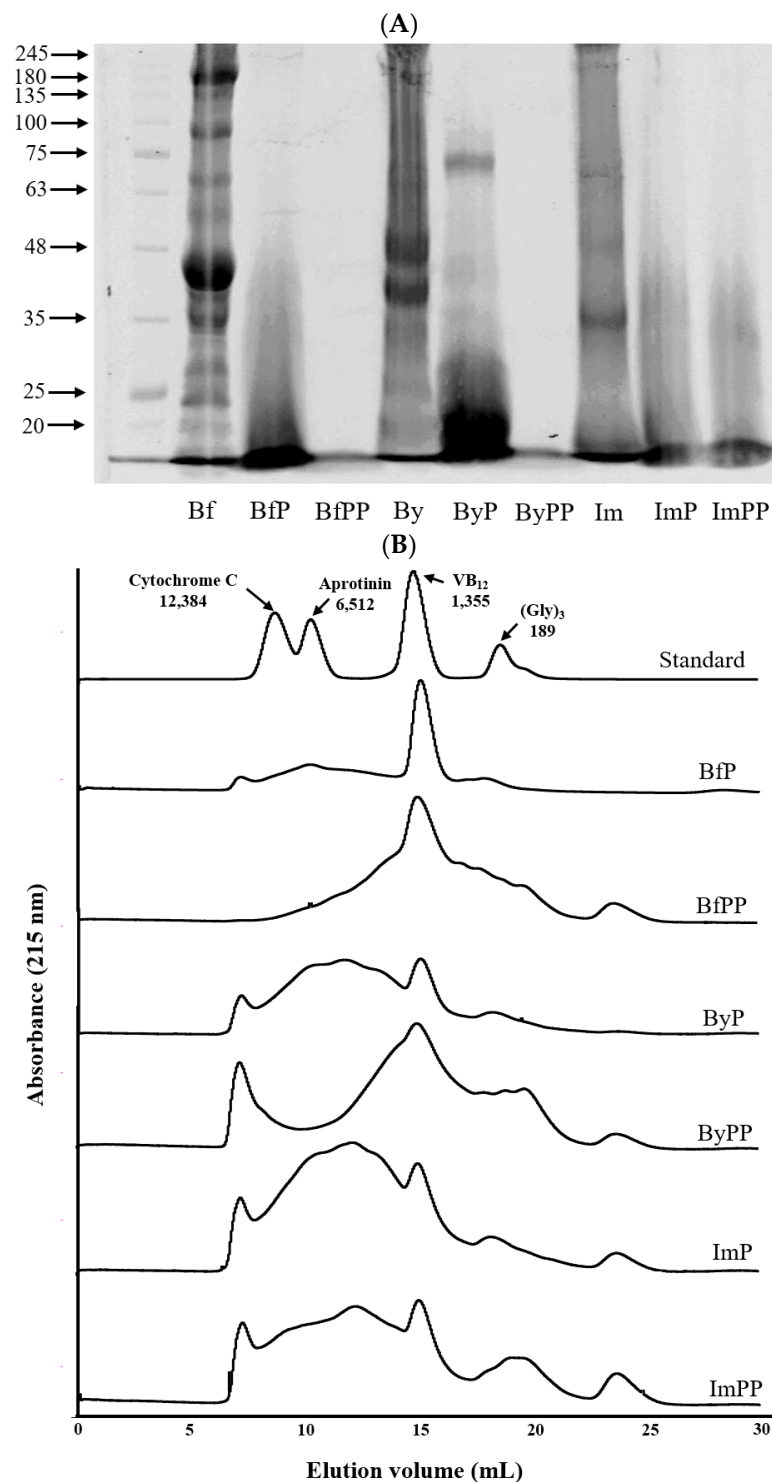 (A)
245
180
135
100
75
63
48
35
25
20
Bf BfP BfPP By ByP ByPP Im ImP ImPP
(B)
Cytochrome C
12,384
Aprotinin
6,512
VB12
1,355
(Gly)3
189
Standard
BfP
BfPP
ByP
ByPP
ImP
ImPP
Absorbance (215 nm)
0 5 10 15 20 25 30
Elution volume (mL)